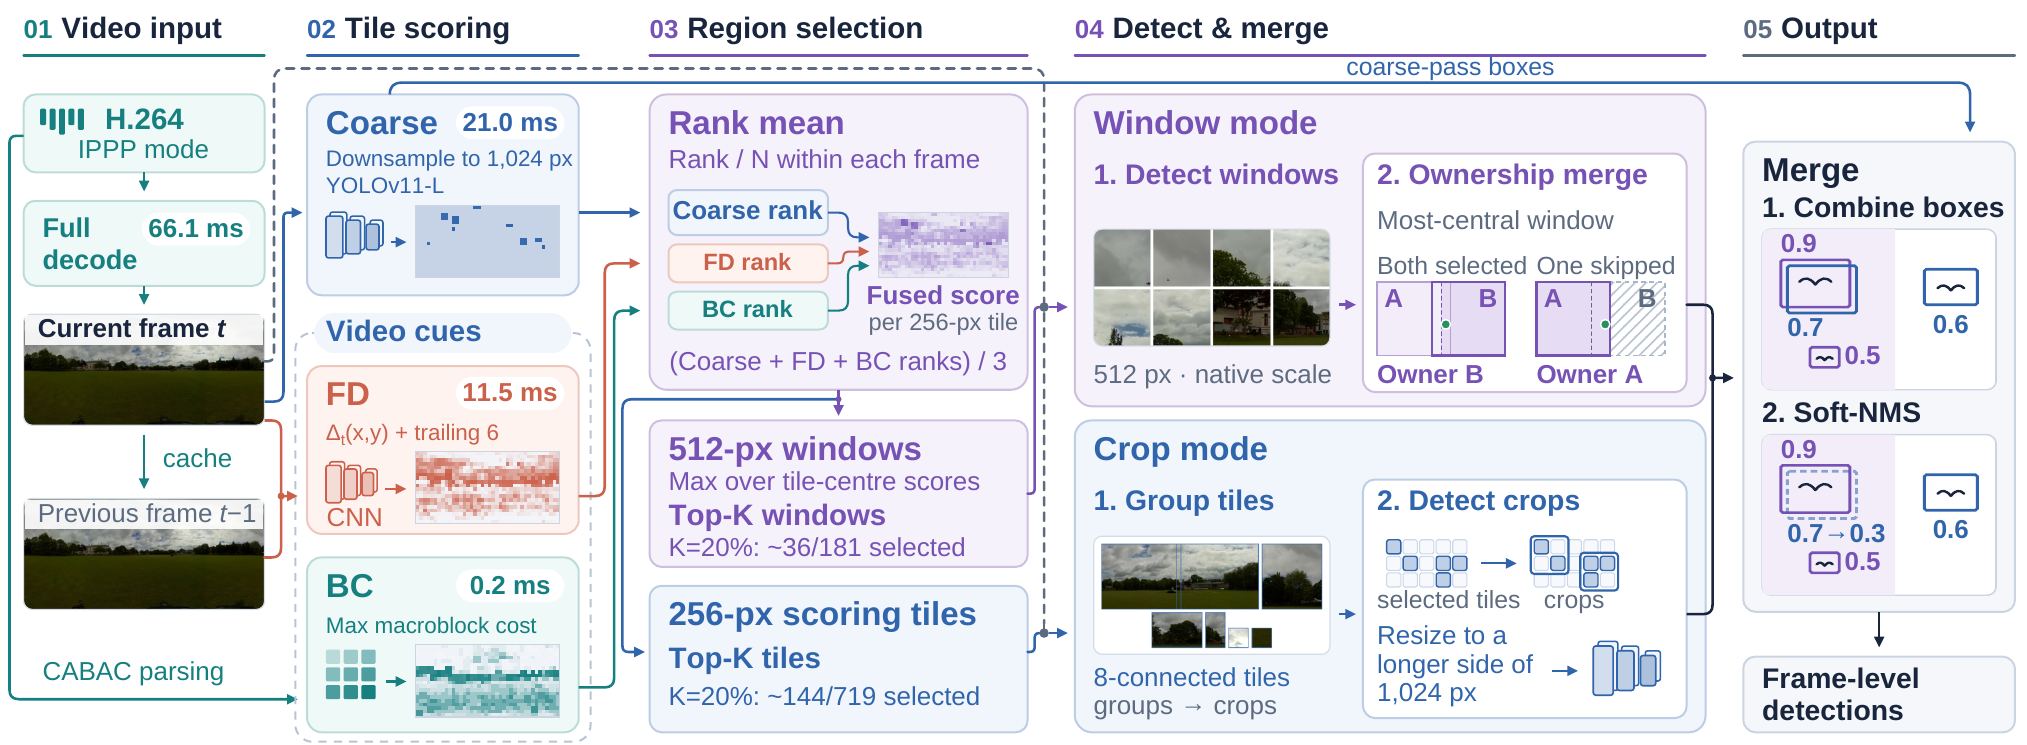 01 Video input
02 Tile scoring
03 Region selection
04 Detect & merge
05 Output
coarse-pass boxes
H.264
IPPP mode
Full
decode
66.1 ms
Current frame t
cache
Previous frame t−1
CABAC parsing
Coarse
21.0 ms
Downsample to 1,024 px
YOLOv11-L
Video cues
FD
11.5 ms
Δt(x,y) + trailing 6
CNN
BC
0.2 ms
Max macroblock cost
Rank mean
Rank / N within each frame
Coarse rank
FD rank
BC rank
Fused score
per 256-px tile
(Coarse + FD + BC ranks) / 3
512-px windows
Max over tile-centre scores
Top-K windows
K=20%: ~36/181 selected
256-px scoring tiles
Top-K tiles
K=20%: ~144/719 selected
Window mode
1. Detect windows
512 px · native scale
2. Ownership merge
Most-central window
Both selected
One skipped
A
B
A
B
Owner B
Owner A
Crop mode
1. Group tiles
8-connected tiles
groups → crops
2. Detect crops
selected tiles
crops
Resize to a
longer side of
1,024 px
Merge
1. Combine boxes
0.9
0.7
0.6
0.5
2. Soft-NMS
0.9
0.7→0.3
0.6
0.5
Frame-level
detections